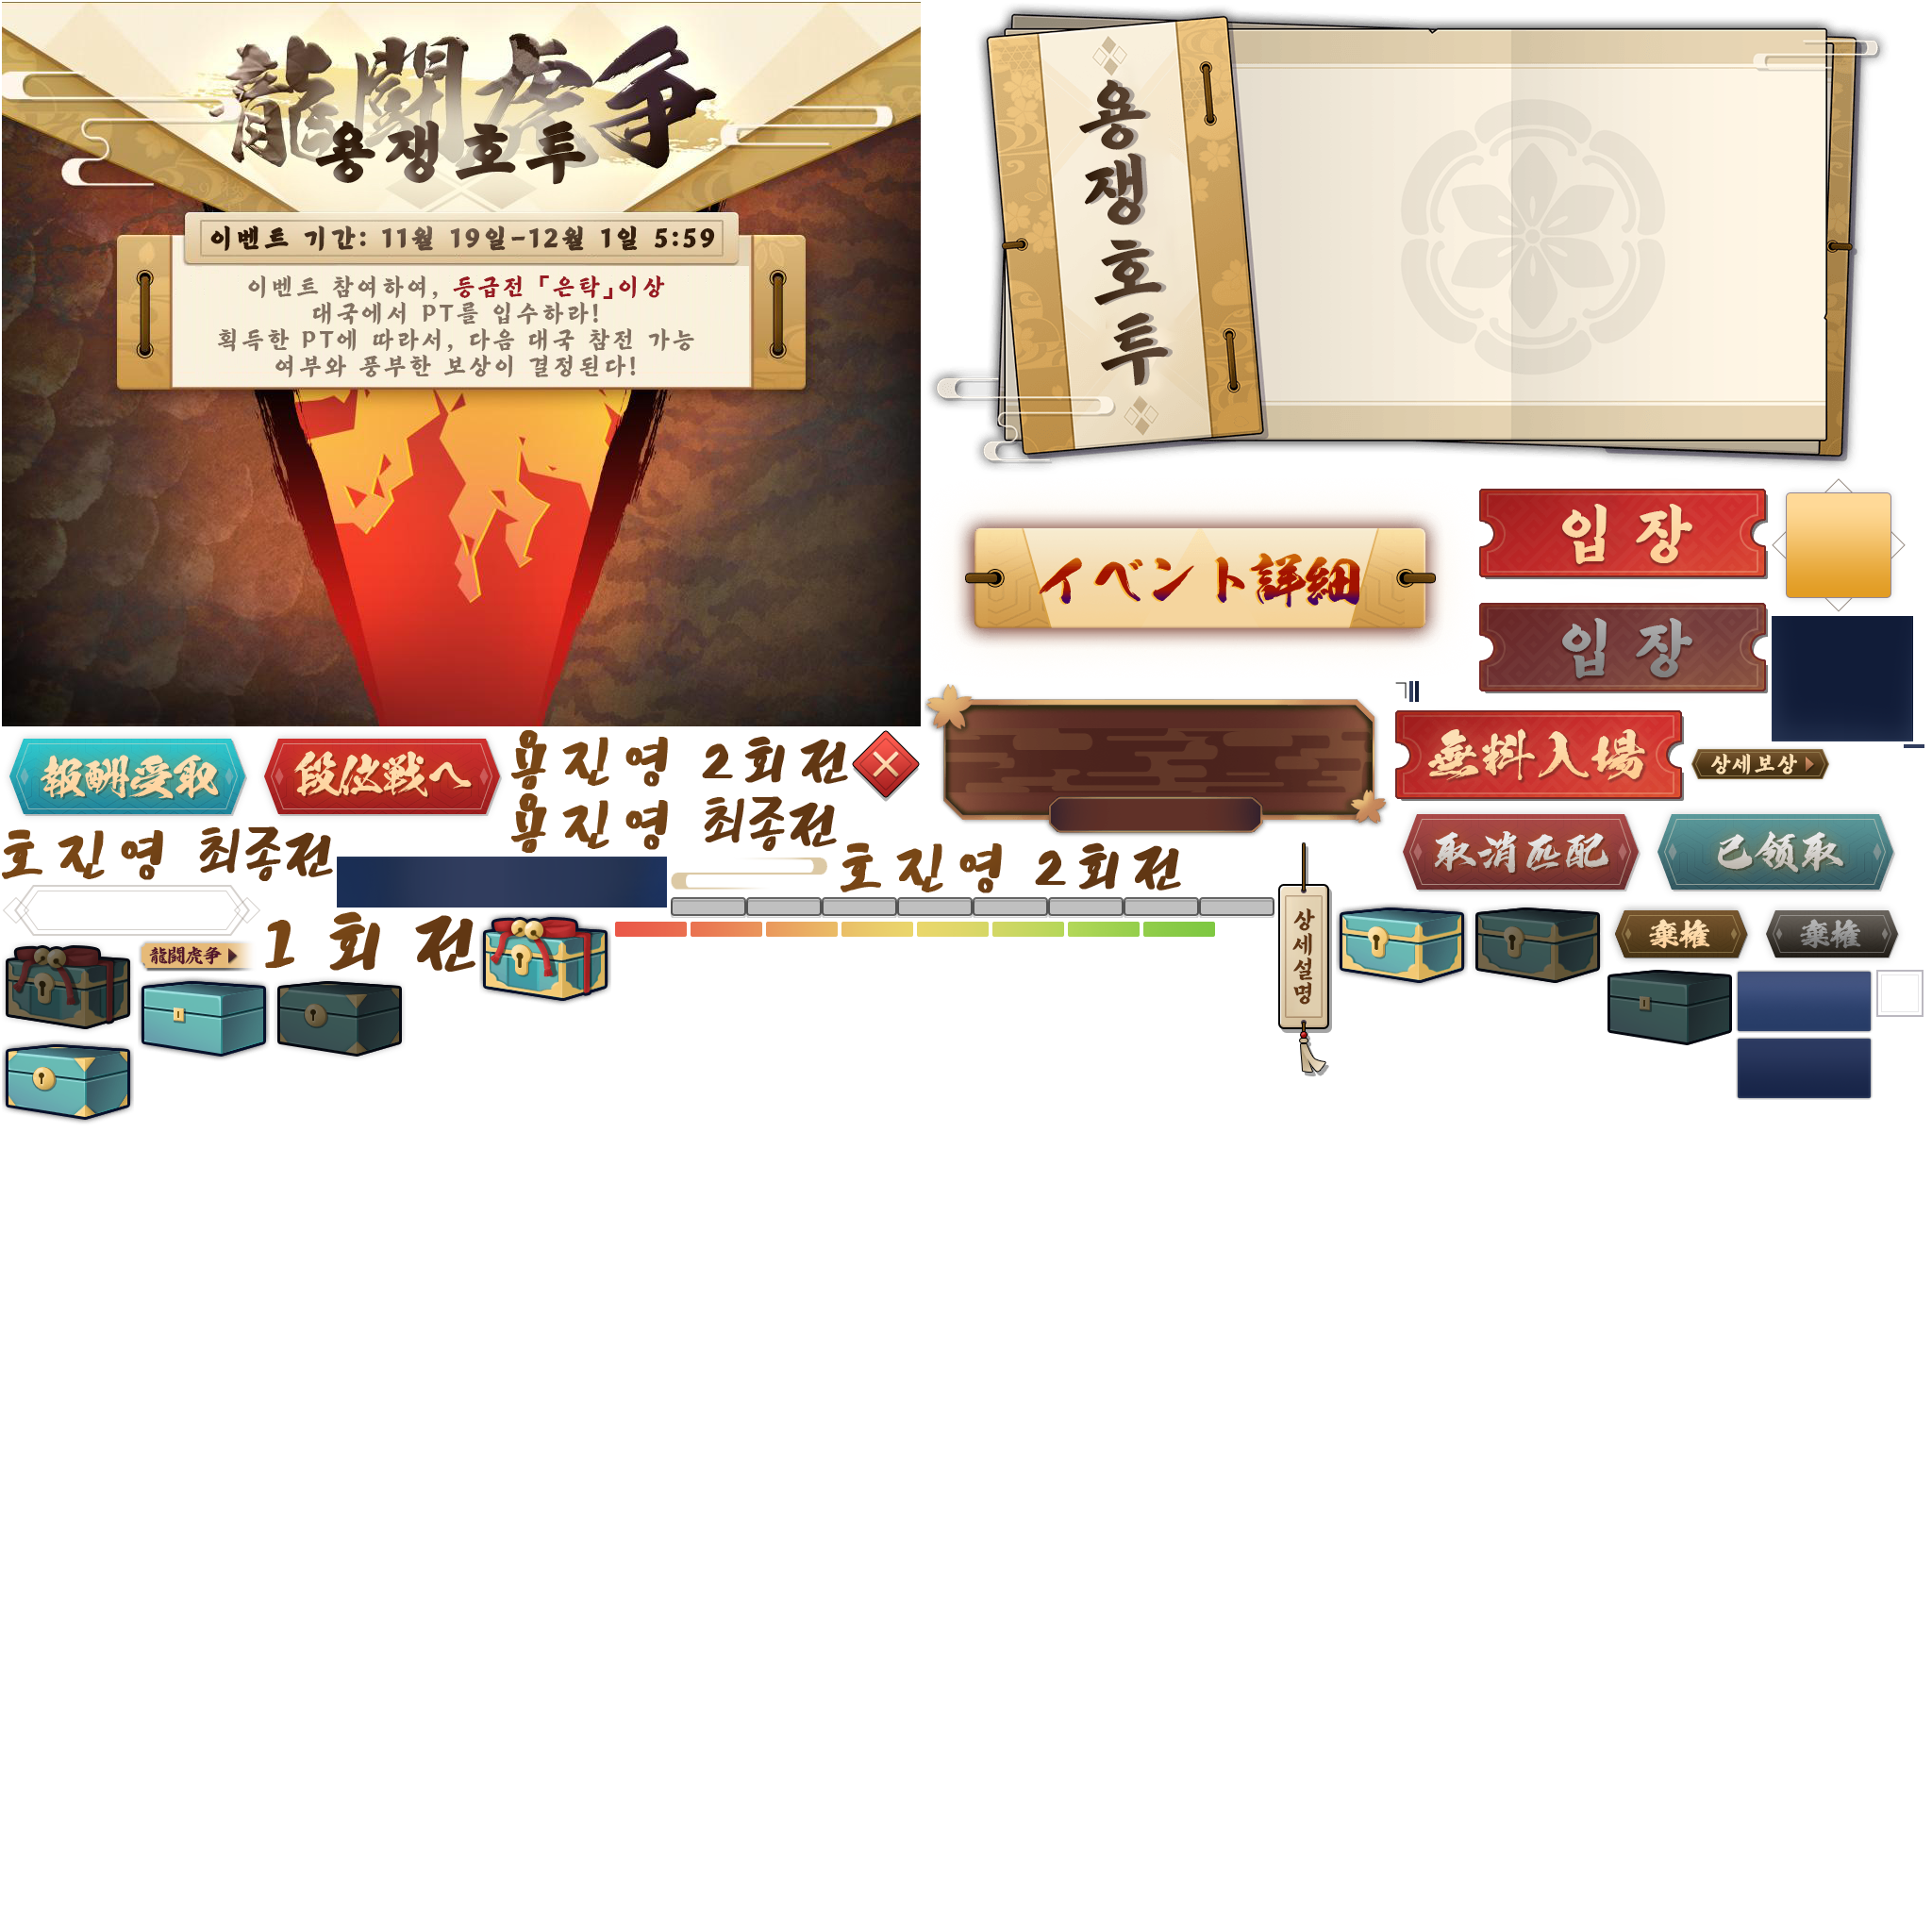 龍闘虎争
용쟁호투
이벤트 기간: 11월 19일-12월 1일 5:59
이벤트 참여하여, 등급전 「은탁」이상
대국에서 PT를 입수하라!
획득한 PT에 따라서, 다음 대국 참전 가능
여부와 풍부한 보상이 결정된다!
용쟁호투
イベント詳細
입 장
입 장
無料入場
상세보상
報酬受取
段位戦へ
용진영 2회전
용진영 최종전
호진영 최종전
호진영 2회전
取消匹配
已领取
龍闘虎争
1 회 전
상세설명
棄権
棄権